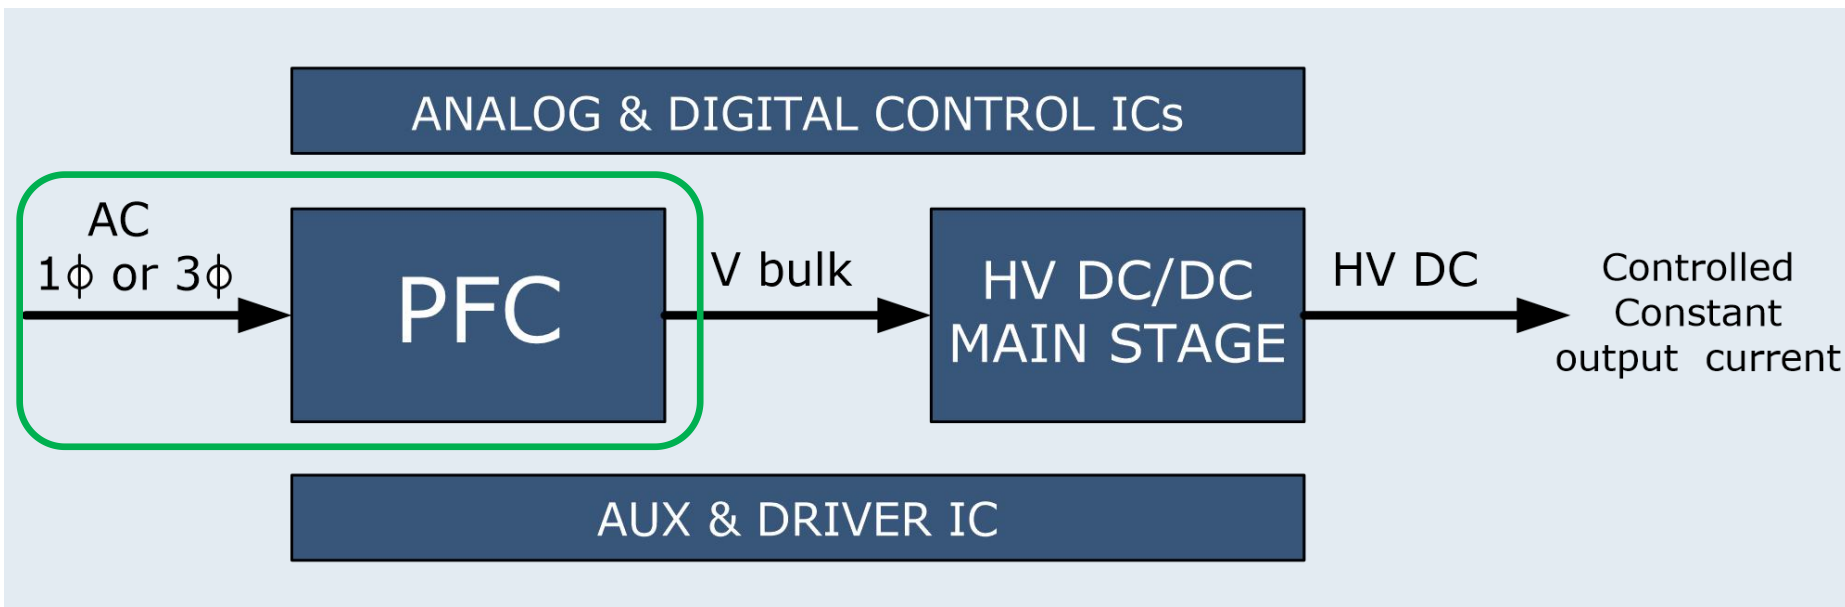 ANALOG & DIGITAL CONTROL ICs
AC
1ϕ or 3ϕ
PFC
V bulk
HV DC/DC
MAIN STAGE
HV DC
Controlled
Constant
output current
AUX & DRIVER IC